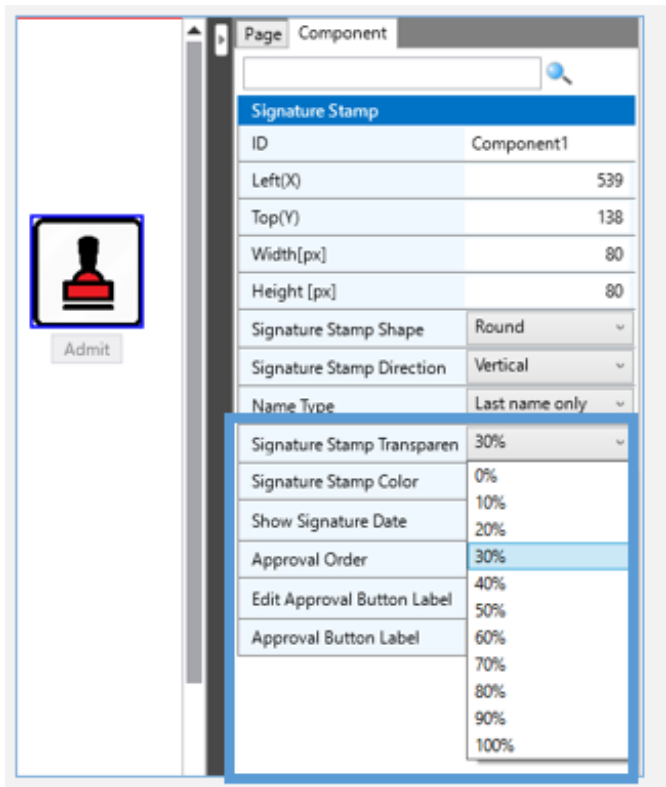 Page Component
Signature Stamp
ID Component1
Left(X) 539
Top(Y) 138
Width[px] 80
Height [px] 80
Signature Stamp Shape Round
Signature Stamp Direction Vertical
Name Type Last name only
Signature Stamp Transparen 30%
Signature Stamp Color
Show Signature Date
Approval Order
Edit Approval Button Label
Approval Button Label
0%
10%
20%
30%
40%
50%
60%
70%
80%
90%
100%
Admit